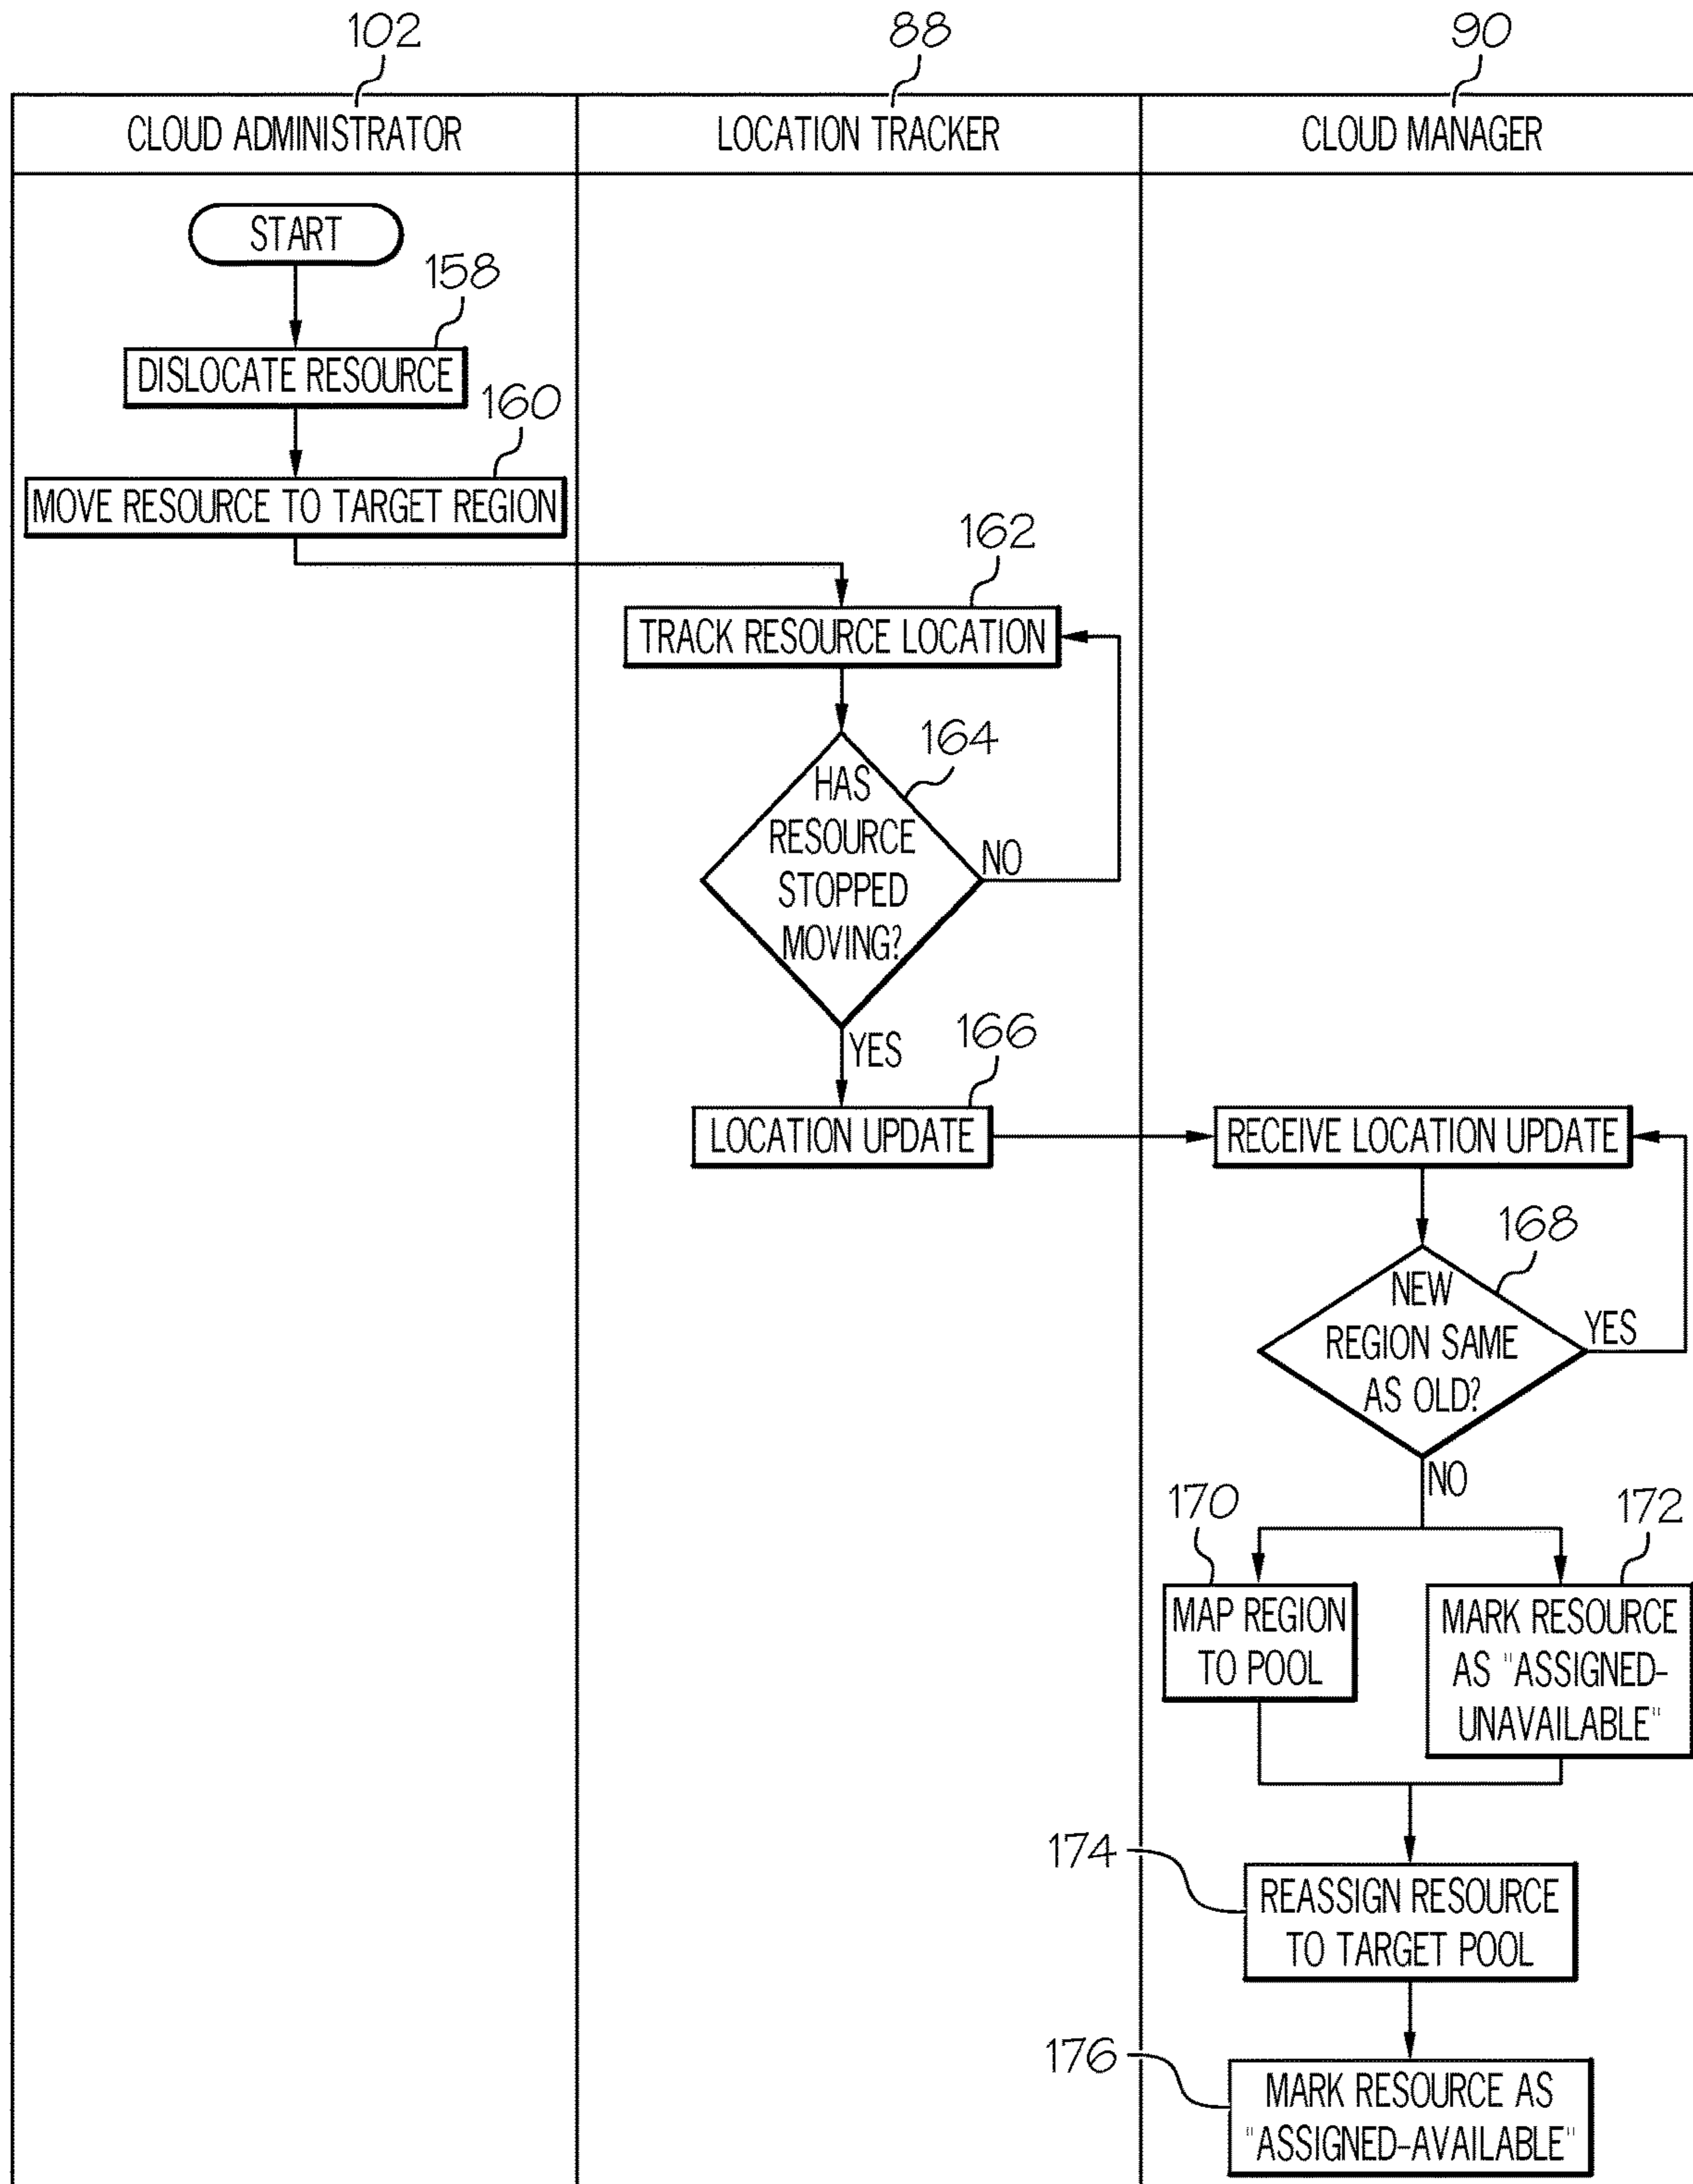 102
88
90
CLOUD ADMINISTRATOR
LOCATION TRACKER
CLOUD MANAGER
START
158
DISLOCATE RESOURCE
160
MOVE RESOURCE TO TARGET REGION
162
TRACK RESOURCE LOCATION
164
HAS
RESOURCE
STOPPED
MOVING?
NO
YES
166
LOCATION UPDATE
RECEIVE LOCATION UPDATE
168
NEW
REGION SAME
AS OLD?
YES
NO
170
MAP REGION
TO POOL
172
MARK RESOURCE
AS "ASSIGNED-
UNAVAILABLE"
174
REASSIGN RESOURCE
TO TARGET POOL
176
MARK RESOURCE AS
"ASSIGNED-AVAILABLE"